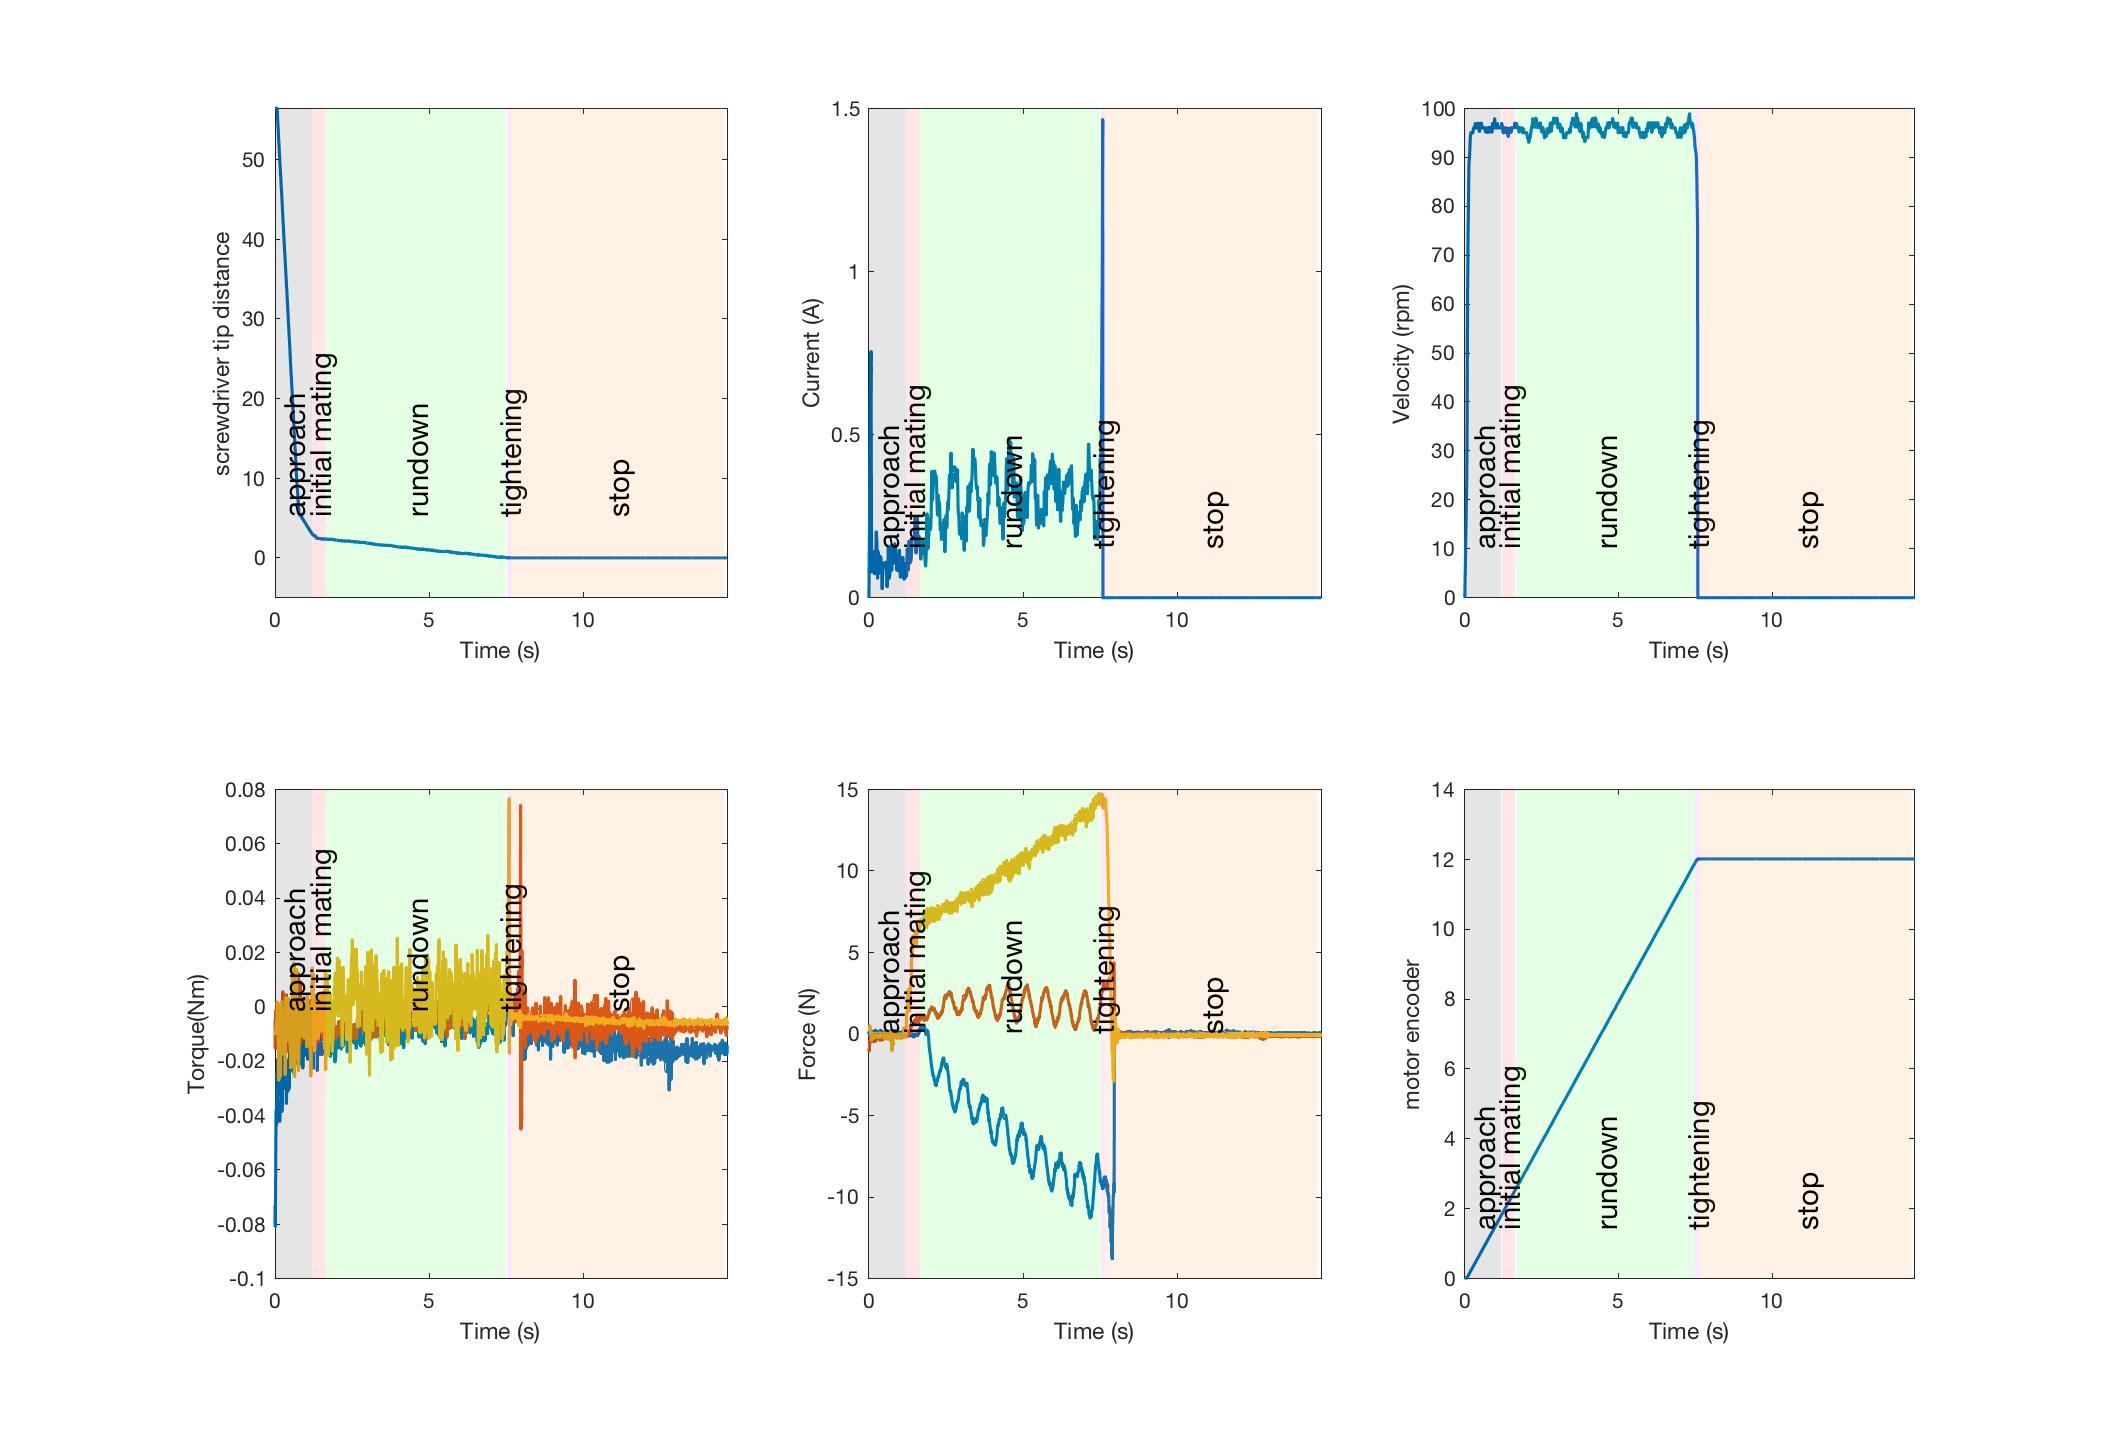 screwdriver tip distance
50
40
30
20
10
0
approach
initial mating
rundown
tightening
stop
0 5 10
Time (s)
Current (A)
1.5
1
0.5
0
approach
initial mating
rundown
tightening
stop
0 5 10
Time (s)
Velocity (rpm)
100
90
80
70
60
50
40
30
20
10
0
approach
initial mating
rundown
tightening
stop
0 5 10
Time (s)
Torque(Nm)
0.08
0.06
0.04
0.02
0
-0.02
-0.04
-0.06
-0.08
-0.1
approach
initial mating
rundown
tightening
stop
0 5 10
Time (s)
Force (N)
15
10
5
0
-5
-10
-15
approach
initial mating
rundown
tightening
stop
0 5 10
Time (s)
motor encoder
14
12
10
8
6
4
2
0
approach
initial mating
rundown
tightening
stop
0 5 10
Time (s)